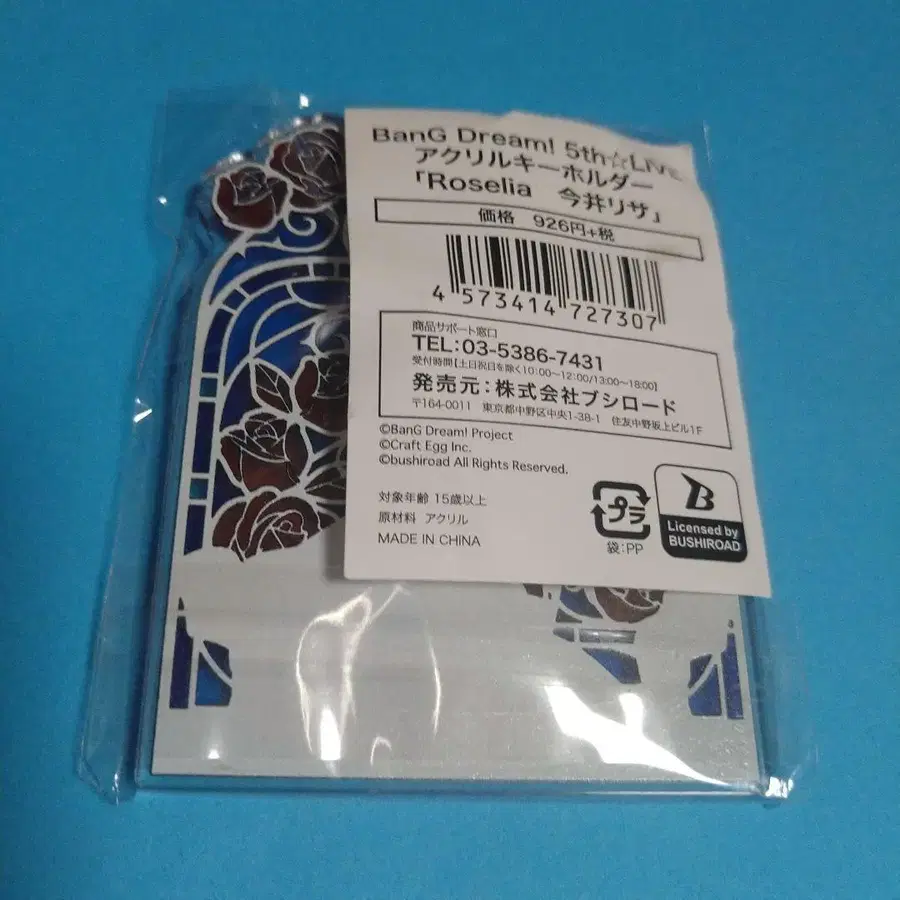 BanG Dream! 5th☆LIVE
アクリルキーホルダー
「Roselia 今井リサ」
価格 926円+税
4 573414 727307
商品サポート窓口
TEL:03-5386-7431
受付時間【土日祝日を除く10:00~12:00/13:00~18:00】
発売元:株式会社ブシロード
〒164-0011 東京都中野区中央1-38-1 住友中野坂上ビル1F
©BanG Dream! Project
©Craft Egg Inc.
©bushiroad All Rights Reserved.
対象年齢 15歳以上
原材料 アクリル
MADE IN CHINA
プラ
袋:PP
B
Licensed by
BUSHIROAD